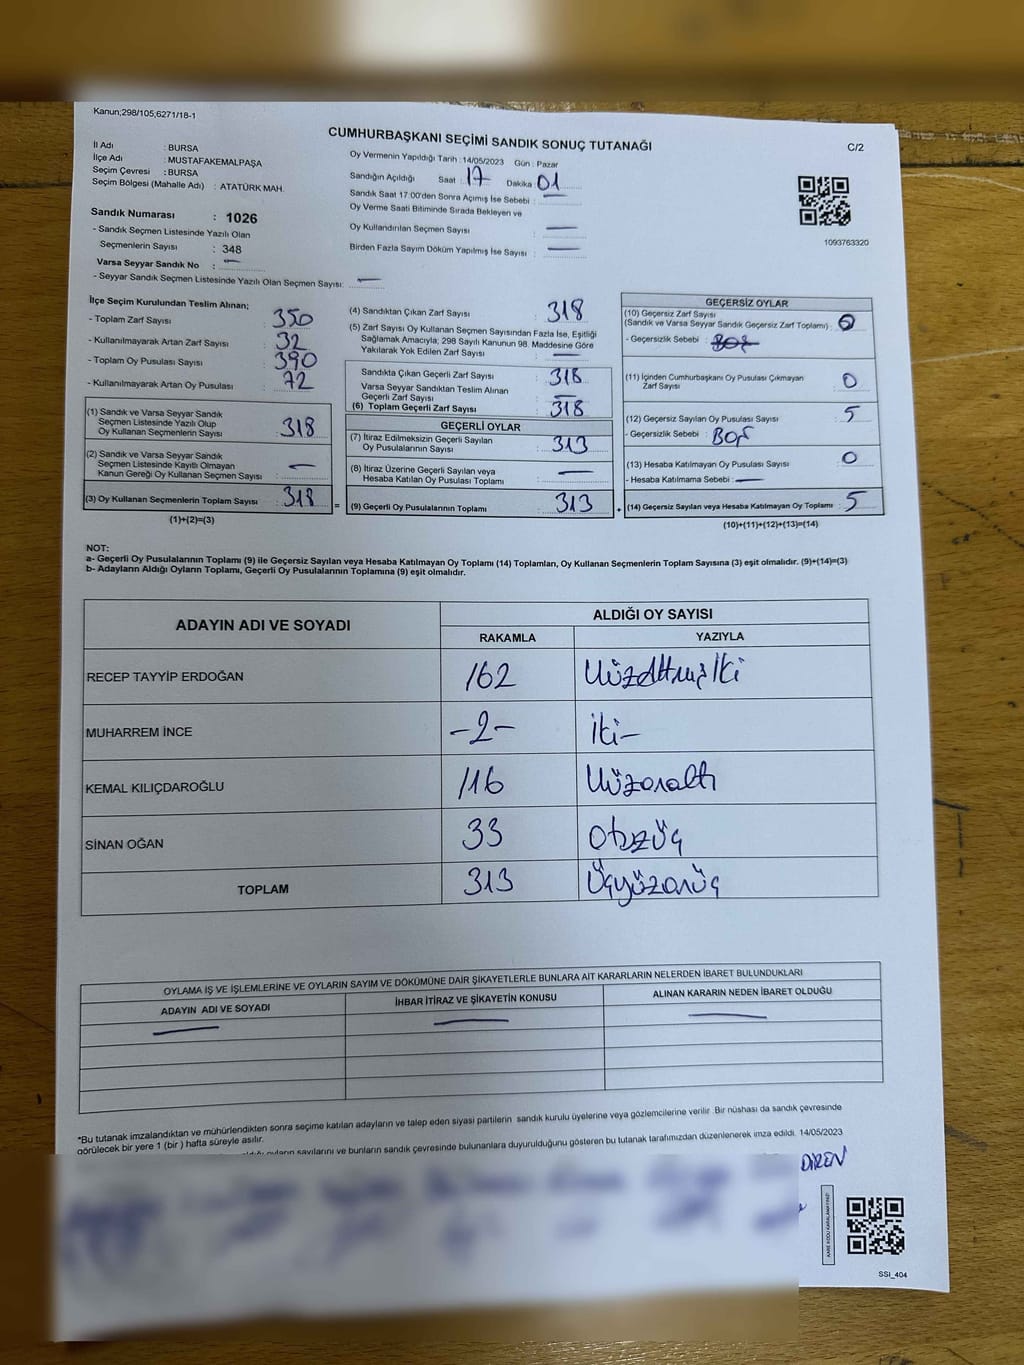 Kanun;298/105;6271/18-1
CUMHURBAŞKANI SEÇİMİ SANDIK SONUÇ TUTANAĞI
C/2
İl Adı : BURSA
İlçe Adı : MUSTAFAKEMALPAŞA
Seçim Çevresi : BURSA
Seçim Bölgesi (Mahalle Adı) : ATATÜRK MAH.
Sandık Numarası : 1026
- Sandık Seçmen Listesinde Yazılı Olan
Seçmenlerin Sayısı : 348
Varsa Seyyar Sandık No : —
- Seyyar Sandık Seçmen Listesinde Yazılı Olan Seçmen Sayısı: —
Oy Vermenin Yapıldığı Tarih : 14/05/2023 Gün : Pazar
Sandığın Açıldığı Saat : 17 Dakika : 01
Sandık Saat 17:00'den Sonra Açımış İse Sebebi : —
Oy Verme Saati Bitiminde Sırada Bekleyen ve
Oy Kullandırılan Seçmen Sayısı : —
Birden Fazla Sayım Döküm Yapılmış İse Sayısı : —
1093763320
İlçe Seçim Kurulundan Teslim Alınan;
- Toplam Zarf Sayısı : 350
- Kullanılmayarak Artan Zarf Sayısı : 32
- Toplam Oy Pusulası Sayısı : 390
- Kullanılmayarak Artan Oy Pusulası : 72
(1) Sandık ve Varsa Seyyar Sandık
Seçmen Listesinde Yazılı Olup
Oy Kullanan Seçmenlerin Sayısı : 318
(2) Sandık ve Varsa Seyyar Sandık
Seçmen Listesinde Kayıtlı Olmayan
Kanun Gereği Oy Kullanan Seçmen Sayısı : —
(3) Oy Kullanan Seçmenlerin Toplam Sayısı : 318 =
(1)+(2)=(3)
(4) Sandıktan Çıkan Zarf Sayısı : 318
(5) Zarf Sayısı Oy Kullanan Seçmen Sayısından Fazla İse, Eşitliği
Sağlamak Amacıyla; 298 Sayılı Kanunun 98. Maddesine Göre
Yakılarak Yok Edilen Zarf Sayısı : —
Sandıkta Çıkan Geçerli Zarf Sayısı : 318
Varsa Seyyar Sandıktan Teslim Alınan
Geçerli Zarf Sayısı : —
(6) Toplam Geçerli Zarf Sayısı : 318
GEÇERLİ OYLAR
(7) İtiraz Edilmeksizin Geçerli Sayılan
Oy Pusulalarının Sayısı : 313
(8) İtiraz Üzerine Geçerli Sayılan veya
Hesaba Katılan Oy Pusulası Toplamı : —
(9) Geçerli Oy Pusulalarının Toplamı : 313 +
GEÇERSİZ OYLAR
(10) Geçersiz Zarf Sayısı
(Sandık ve Varsa Seyyar Sandık Geçersiz Zarf Toplamı) : 0
- Geçersizlik Sebebi :
(11) İçinden Cumhurbaşkanı Oy Pusulası Çıkmayan
Zarf Sayısı : 0
(12) Geçersiz Sayılan Oy Pusulası Sayısı : 5
- Geçersizlik Sebebi : BOŞ
(13) Hesaba Katılmayan Oy Pusulası Sayısı : 0
- Hesaba Katılmama Sebebi : —
(14) Geçersiz Sayılan veya Hesaba Katılmayan Oy Toplamı : 5
(10)+(11)+(12)+(13)=(14)
NOT:
a- Geçerli Oy Pusulalarının Toplamı (9) ile Geçersiz Sayılan veya Hesaba Katılmayan Oy Toplamı (14) Toplamları, Oy Kullanan Seçmenlerin Toplam Sayısına (3) eşit olmalıdır. (9)+(14)=(3)
b- Adayların Aldığı Oyların Toplamı, Geçerli Oy Pusulalarının Toplamına (9) eşit olmalıdır.
ADAYIN ADI VE SOYADI ALDIĞI OY SAYISI
RAKAMLA YAZIYLA
RECEP TAYYİP ERDOĞAN 162 Yüzaltmışiki
MUHARREM İNCE -2- iki-
KEMAL KILIÇDAROĞLU 116 Yüzonaltı
SİNAN OĞAN 33 otuzüç
TOPLAM 313 Üçyüzonüç
OYLAMA İŞ VE İŞLEMLERİNE VE OYLARIN SAYIM VE DÖKÜMÜNE DAİR ŞİKAYETLERLE BUNLARA AİT KARARLARIN NELERDEN İBARET BULUNDUKLARI
ADAYIN ADI VE SOYADI İHBAR İTİRAZ VE ŞİKAYETİN KONUSU ALINAN KARARIN NEDEN İBARET OLDUĞU
— — —
*Bu tutanak imzalandıktan ve mühürlendikten sonra seçime katılan adayların ve talep eden siyasi partilerin sandık kurulu üyelerine veya gözlemcilerine verilir .Bir nüshası da sandık çevresinde
görülecek bir yere 1 (bir ) hafta süreyle asılır.
oyların sayılarını ve bunların sandık çevresinde bulunanlara duyurulduğunu gösteren bu tutanak tarafımızdan düzenlenerek imza edildi. 14/05/2023
DİREN
SSI_404